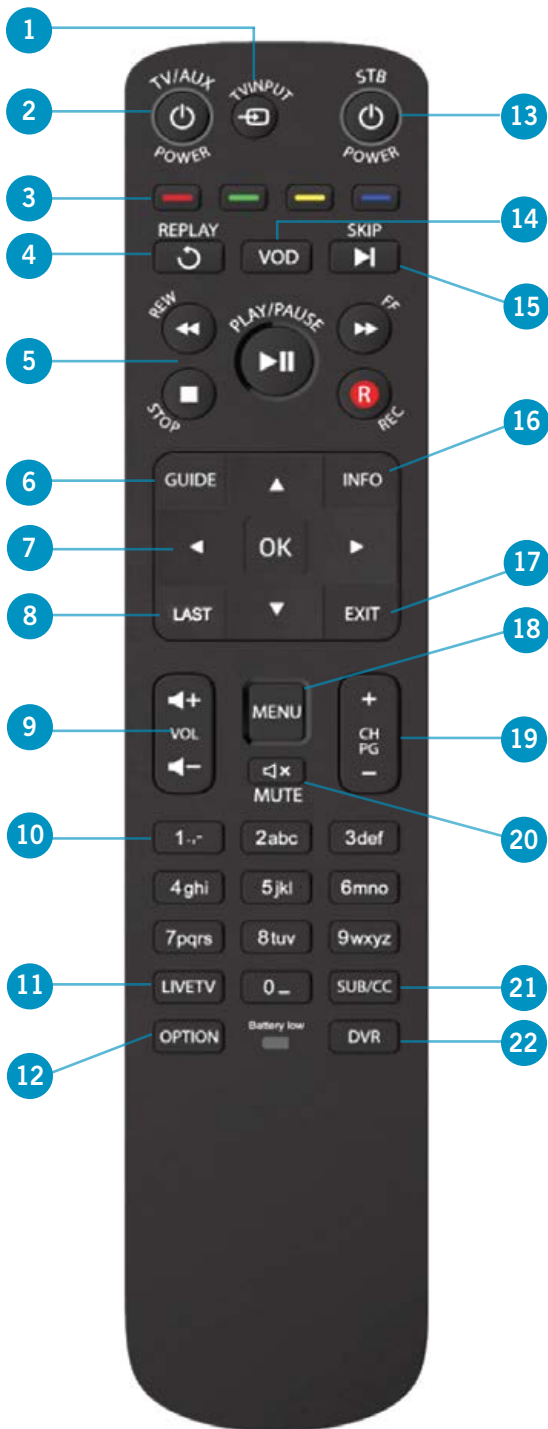 1
TV/AUX
TVINPUT
STB
2
13
POWER
POWER
3
14
REPLAY
SKIP
4
VOD
15
REW
PLAY/PAUSE
FF
5
R
STOP
REC
16
6
GUIDE
INFO
7
OK
17
8
LAST
EXIT
18
+
MENU
+
9
VOL
CH
PG
19
-
-
MUTE
20
10
1.,-
2abc
3def
4ghi
5jkl
6mno
7pqrs
8tuv
9wxyz
11
LIVETV
0_
SUB/CC
21
OPTION
Battery low
DVR
22
12